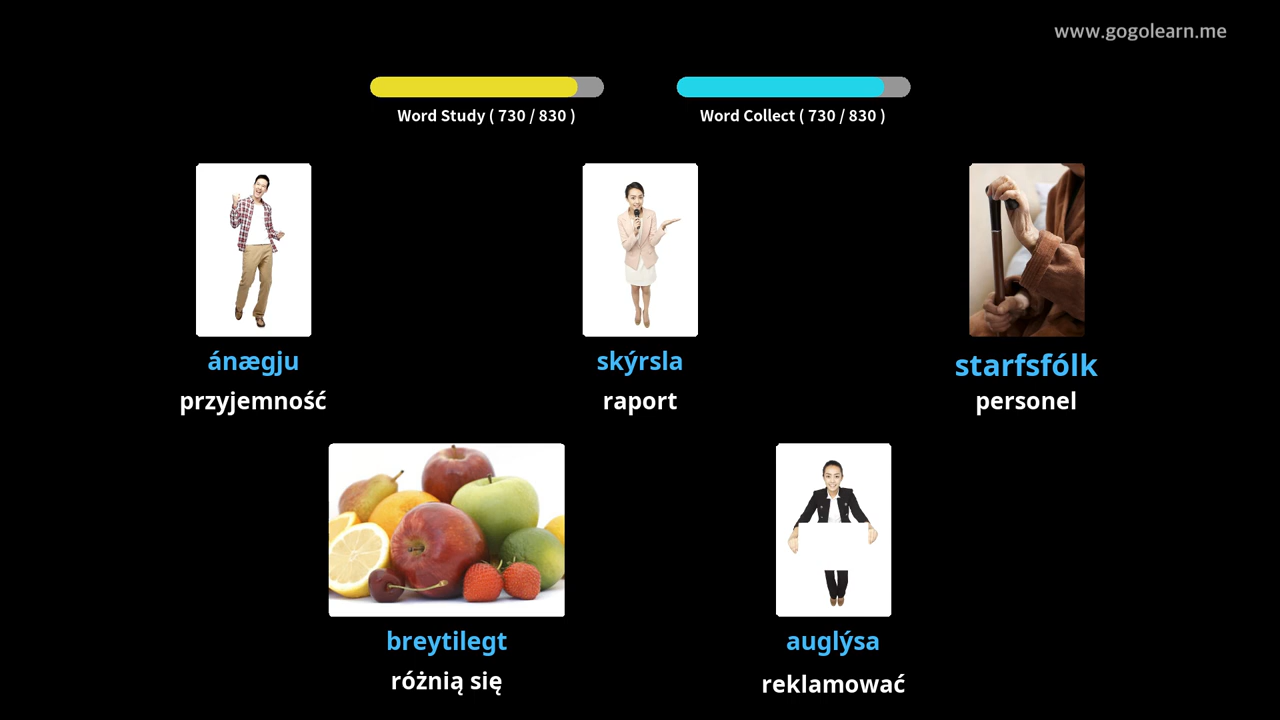 www.gogolearn.me
Word Study ( 730 / 830 )
Word Collect ( 730 / 830 )
ánægju
przyjemność
skýrsla
raport
starfsfólk
personel
breytilegt
różnią się
auglýsa
reklamować